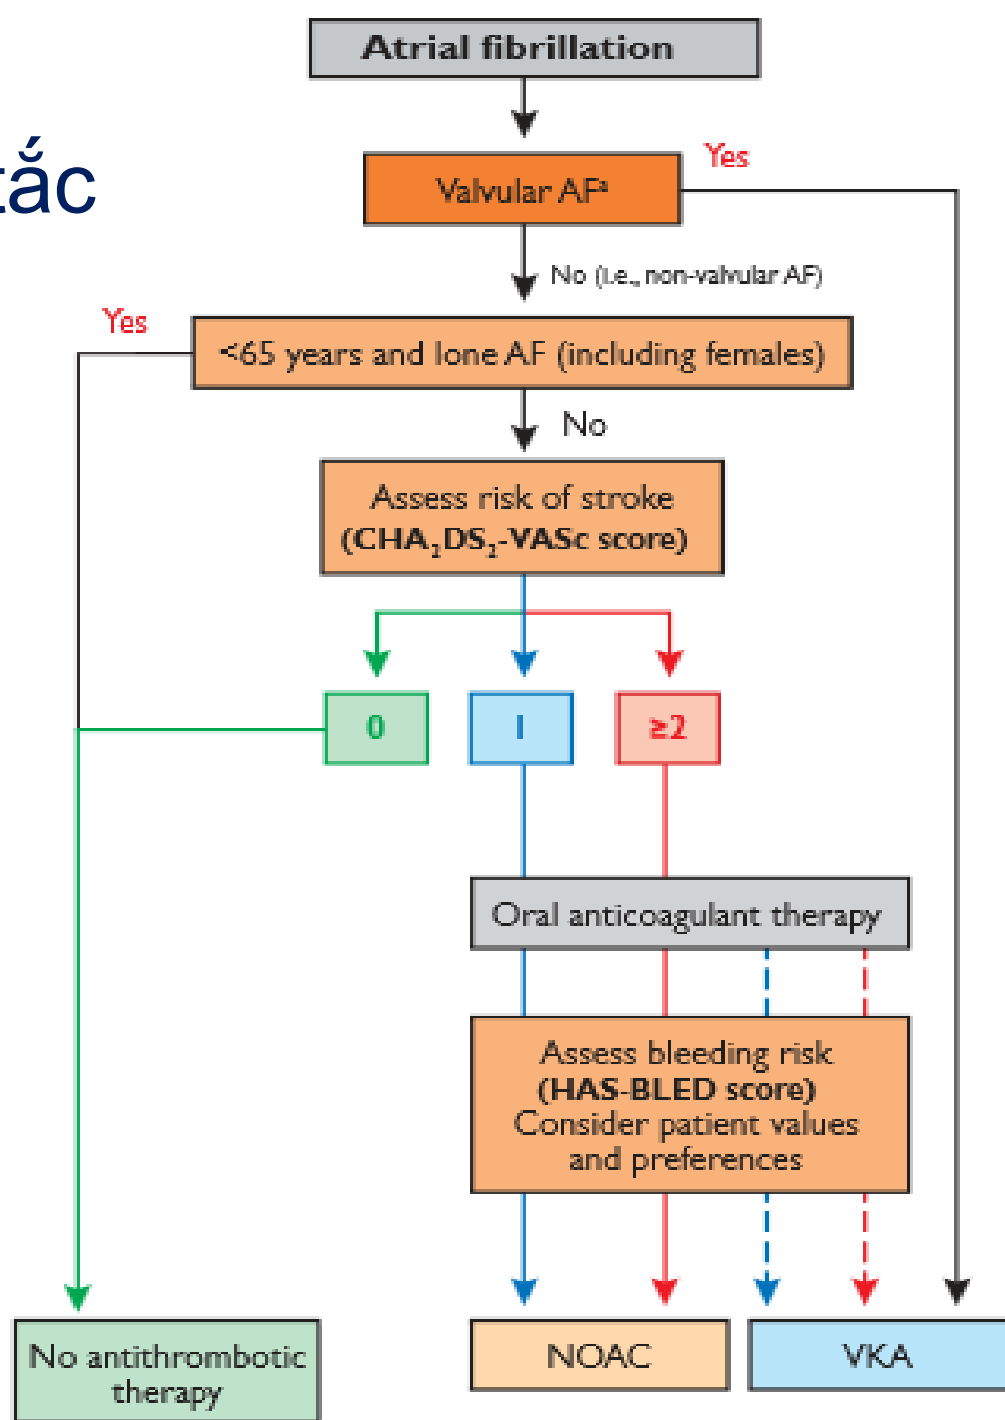 Atrial fibrillation
tắc
Yes
Valvular AFª
No (i.e., non-valvular AF)
Yes
<65 years and lone AF (including females)
No
Assess risk of stroke
(CHA₂DS₂-VASc score)
0
1
≥2
Oral anticoagulant therapy
Assess bleeding risk
(HAS-BLED score)
Consider patient values
and preferences
No antithrombotic
therapy
NOAC
VKA